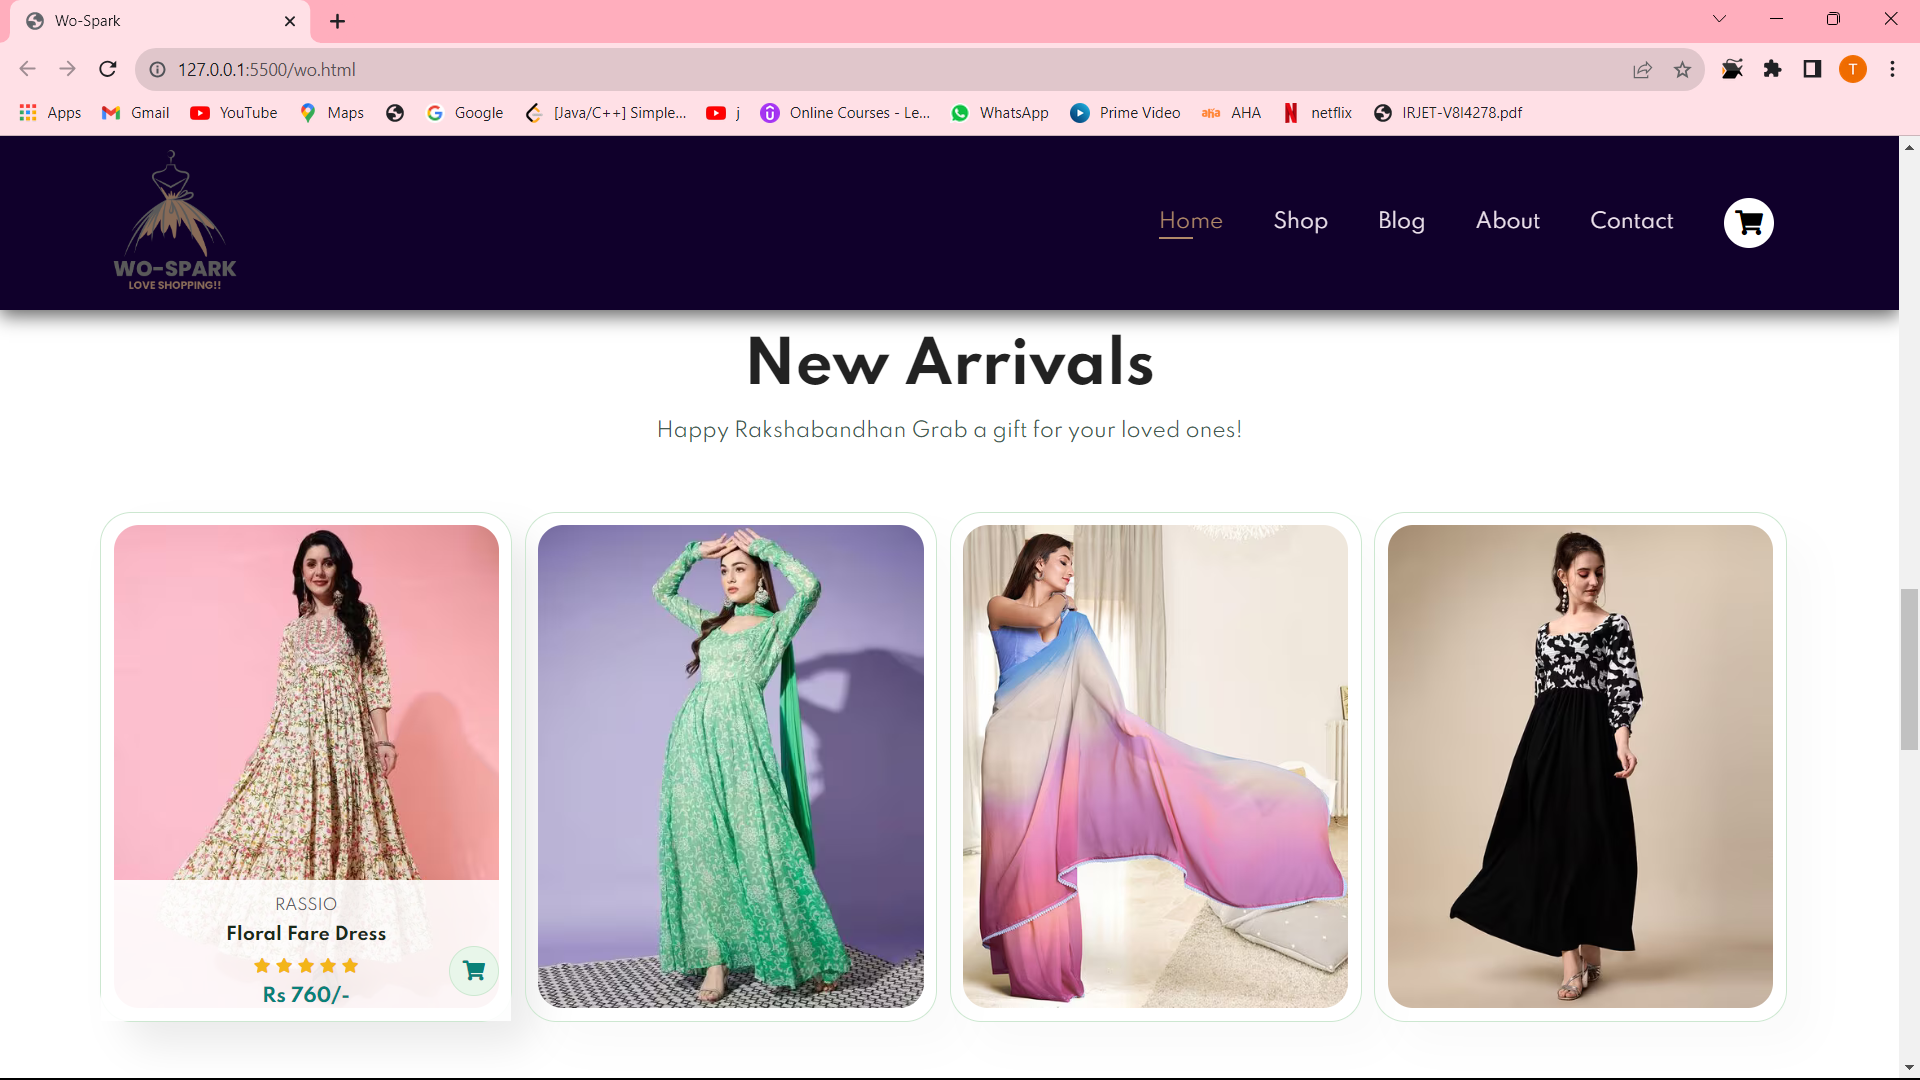 Wo-Spark
127.0.0.1:5500/wo.html
T
Apps
Gmail
YouTube
Maps
Google
[Java/C++] Simple...
j
Online Courses - Le...
WhatsApp
Prime Video
aha
AHA
netflix
IRJET-V8I4278.pdf
WO-SPARK
LOVE SHOPPING!!
Home
Shop
Blog
About
Contact
New Arrivals
Happy Rakshabandhan Grab a gift for your loved ones!
RASSIO
Floral Fare Dress
Rs 760/-